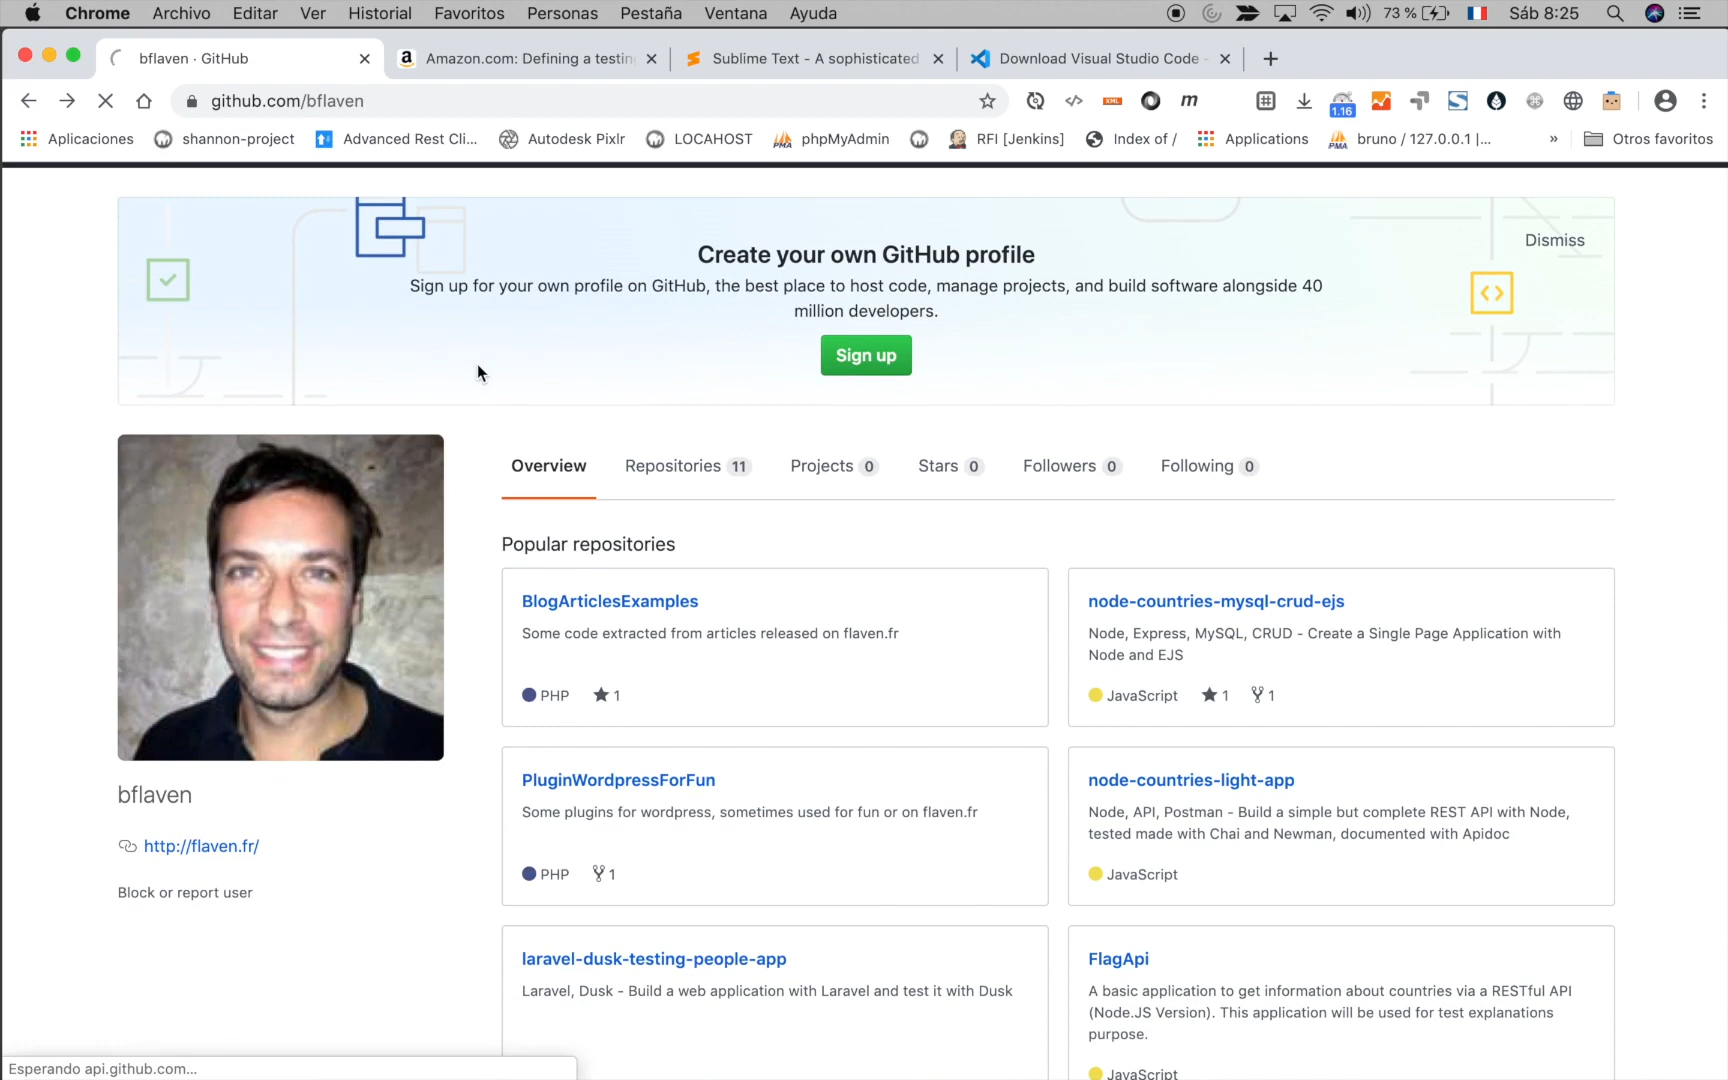 Chrome Archivo Editar Ver Historial Favoritos Personas Pestaña Ventana Ayuda 73 % Sáb 8:25
bflaven · GitHub Amazon.com: Defining a testin Sublime Text - A sophisticated Download Visual Studio Code -
github.com/bflaven XML m 1.16
Aplicaciones shannon-project Advanced Rest Cli... Autodesk Pixlr LOCAHOST phpMyAdmin RFI [Jenkins] Index of / Applications bruno / 127.0.0.1 |... » Otros favoritos
Dismiss
Create your own GitHub profile
Sign up for your own profile on GitHub, the best place to host code, manage projects, and build software alongside 40
million developers.
Sign up
Overview Repositories 11 Projects 0 Stars 0 Followers 0 Following 0
Popular repositories
BlogArticlesExamples
Some code extracted from articles released on flaven.fr
PHP 1
node-countries-mysql-crud-ejs
Node, Express, MySQL, CRUD - Create a Single Page Application with
Node and EJS
JavaScript 1 1
PluginWordpressForFun
Some plugins for wordpress, sometimes used for fun or on flaven.fr
PHP 1
node-countries-light-app
Node, API, Postman - Build a simple but complete REST API with Node,
tested made with Chai and Newman, documented with Apidoc
JavaScript
laravel-dusk-testing-people-app
Laravel, Dusk - Build a web application with Laravel and test it with Dusk
FlagApi
A basic application to get information about countries via a RESTful API
(Node.JS Version). This application will be used for test explanations
purpose.
JavaScript
bflaven
http://flaven.fr/
Block or report user
Esperando api.github.com...